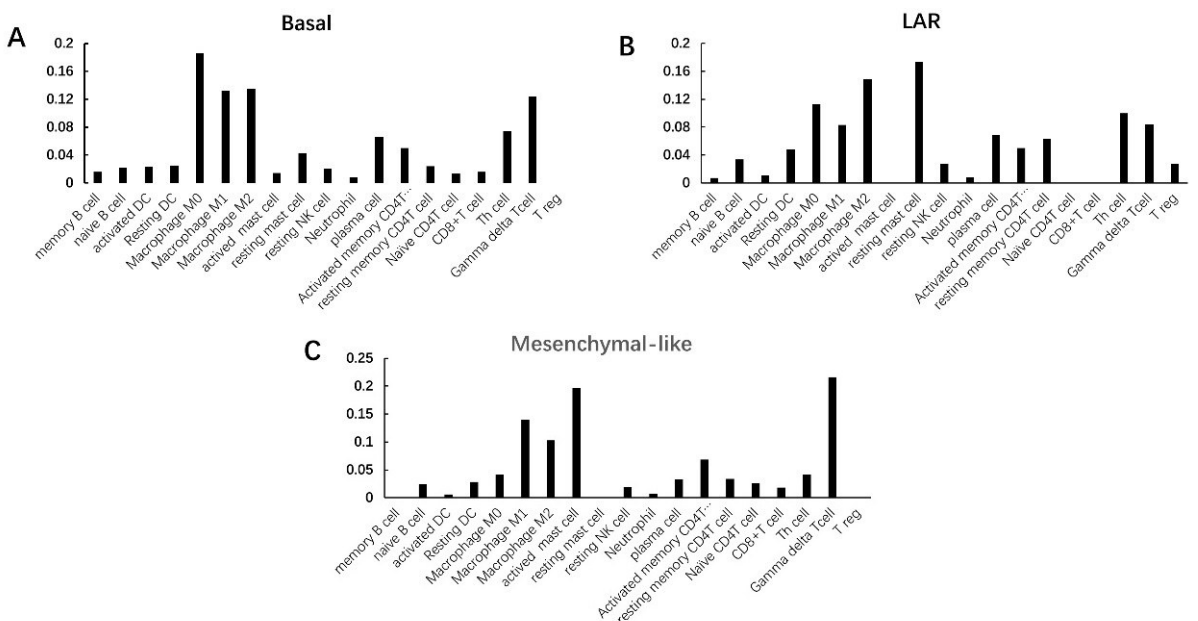 A
Basal
0.2
0.16
0.12
0.08
0.04
0
memory B cell
naive B cell
activated DC
Resting DC
Macrophage M0
Macrophage M1
Macrophage M2
actived mast cell
resting mast cell
resting NK cell
Neutrophil
plasma cell
Activated memory CD4T...
resting memory CD4T cell
Naïve CD4T cell
CD8+T cell
Th cell
Gamma delta Tcell
T reg
B
LAR
0.2
0.16
0.12
0.08
0.04
0
memory B cell
naive B cell
activated DC
Resting DC
Macrophage M0
Macrophage M1
Macrophage M2
actived mast cell
resting mast cell
resting NK cell
Neutrophil
plasma cell
Activated memory CD4T...
resting memory CD4T cell
Naïve CD4T cell
CD8+T cell
Th cell
Gamma delta Tcell
T reg
C
Mesenchymal-like
0.25
0.2
0.15
0.1
0.05
0
memory B cell
naive B cell
activated DC
Resting DC
Macrophage M0
Macrophage M1
Macrophage M2
actived mast cell
resting mast cell
resting NK cell
Neutrophil
plasma cell
Activated memory CD4T...
resting memory CD4T cell
Naïve CD4T cell
CD8+T cell
Th cell
Gamma delta Tcell
T reg